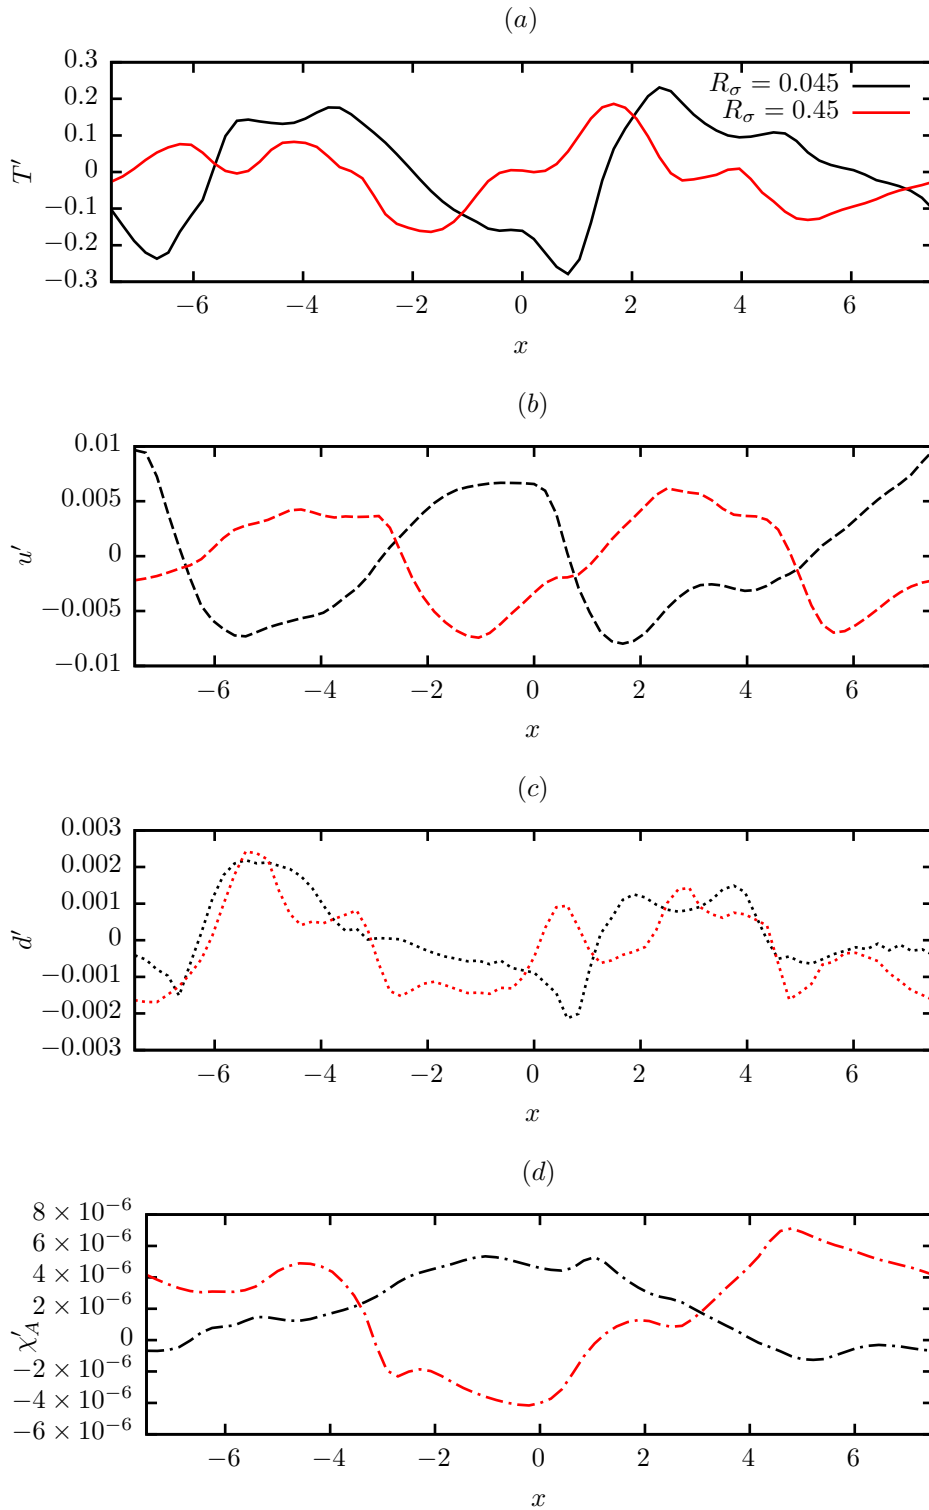 (a)
0.3
0.2
0.1
0
−0.1
−0.2
−0.3
T′
R_σ = 0.045
R_σ = 0.45
−6 −4 −2 0 2 4 6
x
(b)
0.01
0.005
0
−0.005
−0.01
u′
−6 −4 −2 0 2 4 6
x
(c)
0.003
0.002
0.001
0
−0.001
−0.002
−0.003
d′
−6 −4 −2 0 2 4 6
x
(d)
8 × 10⁻⁶
6 × 10⁻⁶
4 × 10⁻⁶
2 × 10⁻⁶
0
−2 × 10⁻⁶
−4 × 10⁻⁶
−6 × 10⁻⁶
χ′_A
−6 −4 −2 0 2 4 6
x